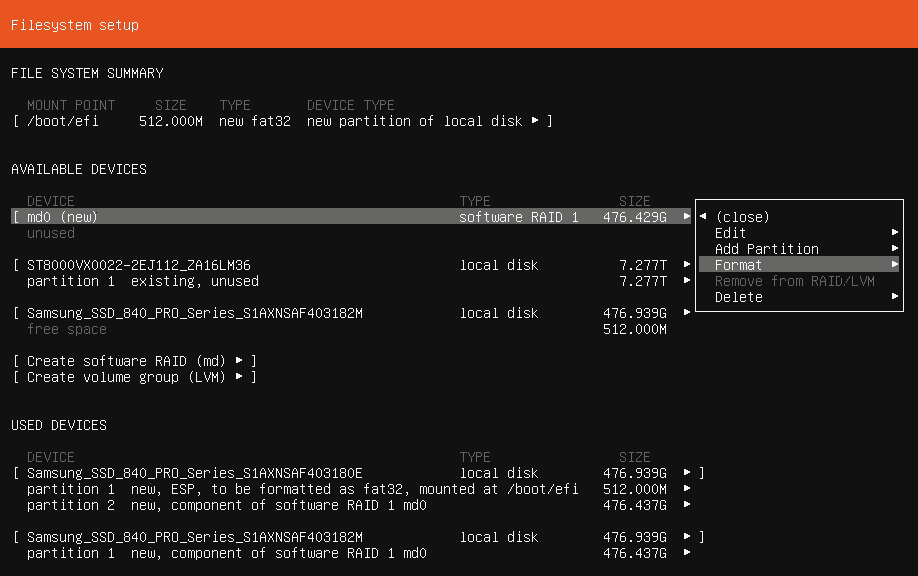 Filesystem setup
FILE SYSTEM SUMMARY
MOUNT POINT SIZE TYPE DEVICE TYPE
[ /boot/efi 512.000M new fat32 new partition of local disk ▸ ]
AVAILABLE DEVICES
DEVICE TYPE SIZE
[ md0 (new) software RAID 1 476.429G ▸
unused
[ ST8000VX0022-2EJ112_ZA16LM36 local disk 7.277T ▸
partition 1 existing, unused 7.277T ▸
[ Samsung_SSD_840_PRO_Series_S1AXNSAF403182M local disk 476.939G ▸
free space 512.000M
[ Create software RAID (md) ▸ ]
[ Create volume group (LVM) ▸ ]
◂ (close)
Edit ▸
Add Partition ▸
Format ▸
Remove from RAID/LVM
Delete ▸
USED DEVICES
DEVICE TYPE SIZE
[ Samsung_SSD_840_PRO_Series_S1AXNSAF403180E local disk 476.939G ▸ ]
partition 1 new, ESP, to be formatted as fat32, mounted at /boot/efi 512.000M ▸
partition 2 new, component of software RAID 1 md0 476.437G ▸
[ Samsung_SSD_840_PRO_Series_S1AXNSAF403182M local disk 476.939G ▸ ]
partition 1 new, component of software RAID 1 md0 476.437G ▸